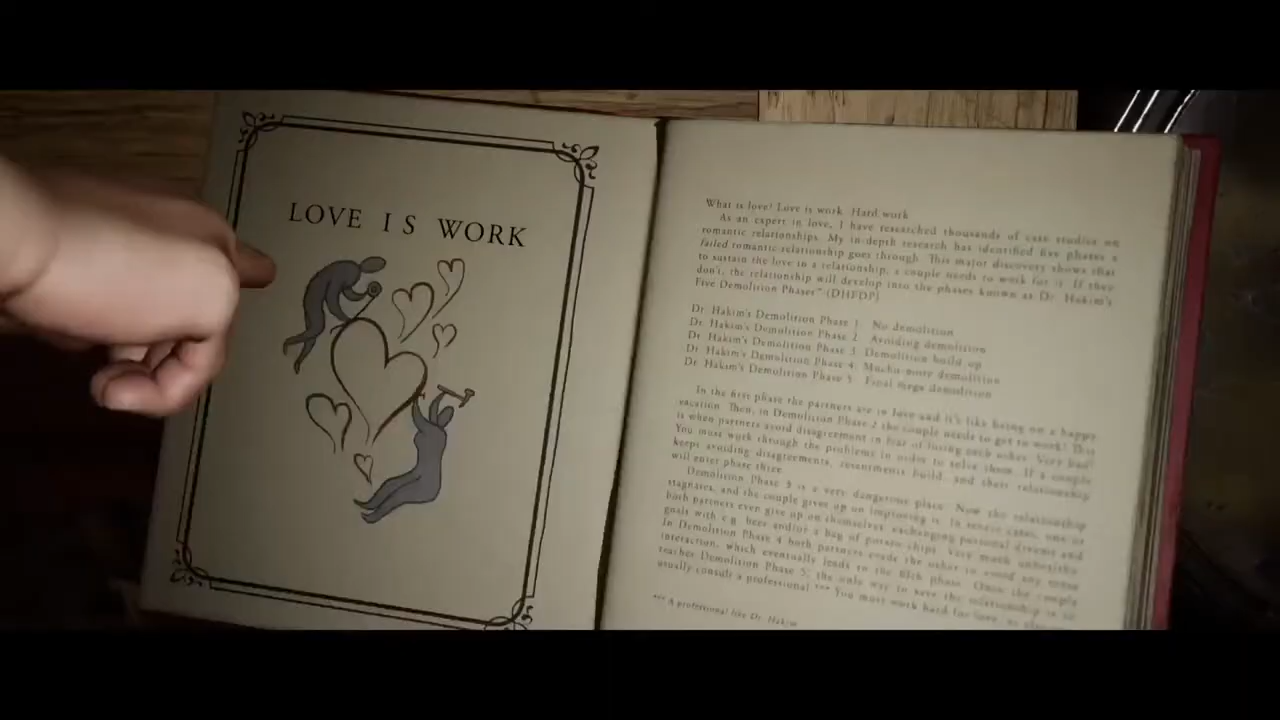 LOVE IS WORK
What is love? Love is work. Hard work.
As an expert in love, I have researched thousands of case studies on
romantic relationships. My in-depth research has identified five phases a
failed romantic relationship goes through. This major discovery shows that
to sustain the love in a relationship, a couple needs to work for it. If they
don't, the relationship will develop into the phases known as Dr. Hakim's
Five Demolition Phases™ (DHFDP)
Dr. Hakim's Demolition Phase 1: No demolition
Dr. Hakim's Demolition Phase 2: Avoiding demolition
Dr. Hakim's Demolition Phase 3: Demolition build up
Dr. Hakim's Demolition Phase 4: Mucho more demolition
Dr. Hakim's Demolition Phase 5: Final mega demolition
In the first phase the partners are in love and it's like being on a happy
vacation. Then, in Demolition Phase 2 the couple needs to get to work! This
is when partners avoid disagreement in fear of losing each other. Very bad!
You must work through the problems in order to solve them. If a couple
keeps avoiding disagreements, resentments build, and their relationship
will enter phase three.
Demolition Phase 3 is a very dangerous place. Now the relationship
stagnates, and the couple gives up on improving it. In severe cases, one or
both partners even give up on themselves, exchanging personal dreams and
goals with e.g. beer and/or a bag of potato chips. Very much unhealthy.
In Demolition Phase 4 both partners evade the other to avoid any tense
interaction, which eventually leads to the fifth phase. Once the couple
reaches Demolition Phase 5, the only way to save the relationship is to
usually consult a professional.*** You must work hard for love, as
*** A professional like Dr. Hakim